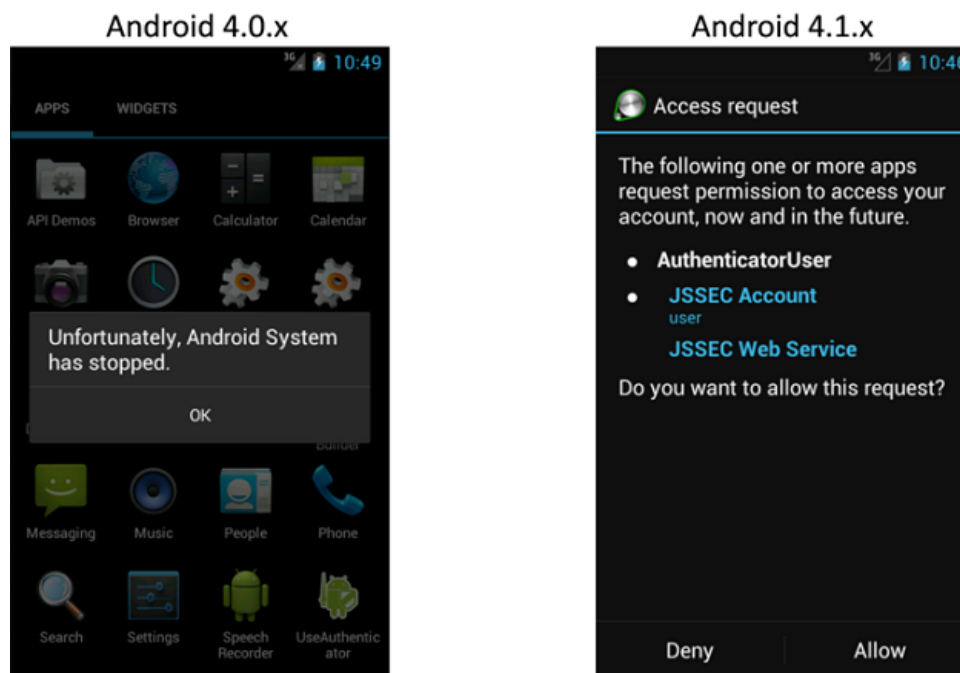 Android 4.0.x
3G 10:49
APPS WIDGETS
API Demos Browser Calculator Calendar
Unfortunately, Android System
has stopped.
OK
Messaging Music People Phone
Search Settings Speech
Recorder UseAuthentic
ator
Android 4.1.x
3G 10:46
Access request
The following one or more apps
request permission to access your
account, now and in the future.
● AuthenticatorUser
● JSSEC Account
user
JSSEC Web Service
Do you want to allow this request?
Deny Allow